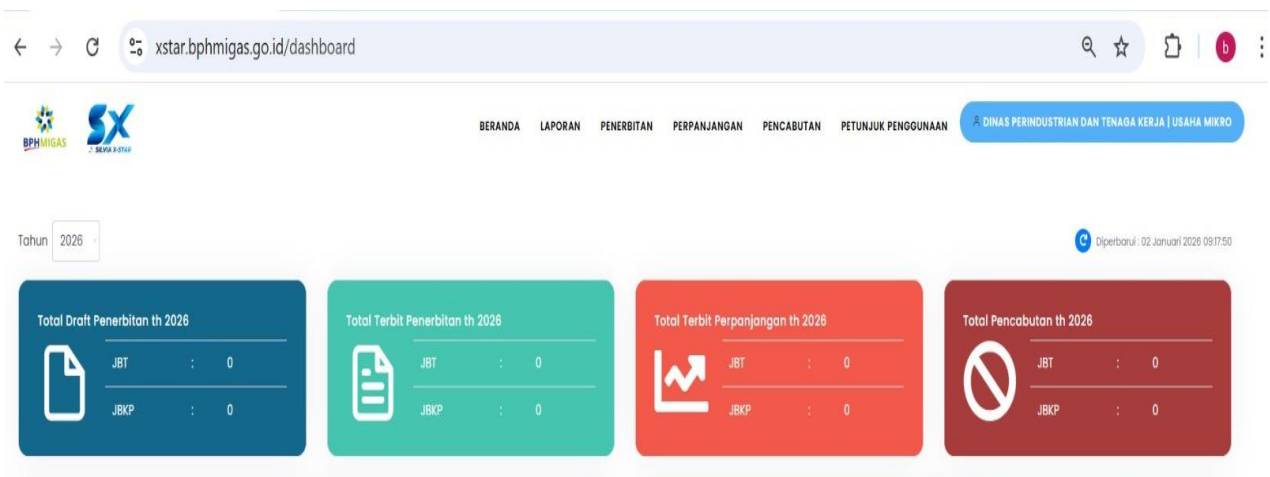 xstar.bphmigas.go.id/dashboard
b
BPHMIGAS
SX
SILVIA X-STAR
BERANDA LAPORAN PENERBITAN PERPANJANGAN PENCABUTAN PETUNJUK PENGGUNAAN DINAS PERINDUSTRIAN DAN TENAGA KERJA | USAHA MIKRO
Tahun 2026
Diperbarui : 02 Januari 2026 09:17:50
Total Draft Penerbitan th 2026
JBT : 0
JBKP : 0
Total Terbit Penerbitan th 2026
JBT : 0
JBKP : 0
Total Terbit Perpanjangan th 2026
JBT : 0
JBKP : 0
Total Pencabutan th 2026
JBT : 0
JBKP : 0